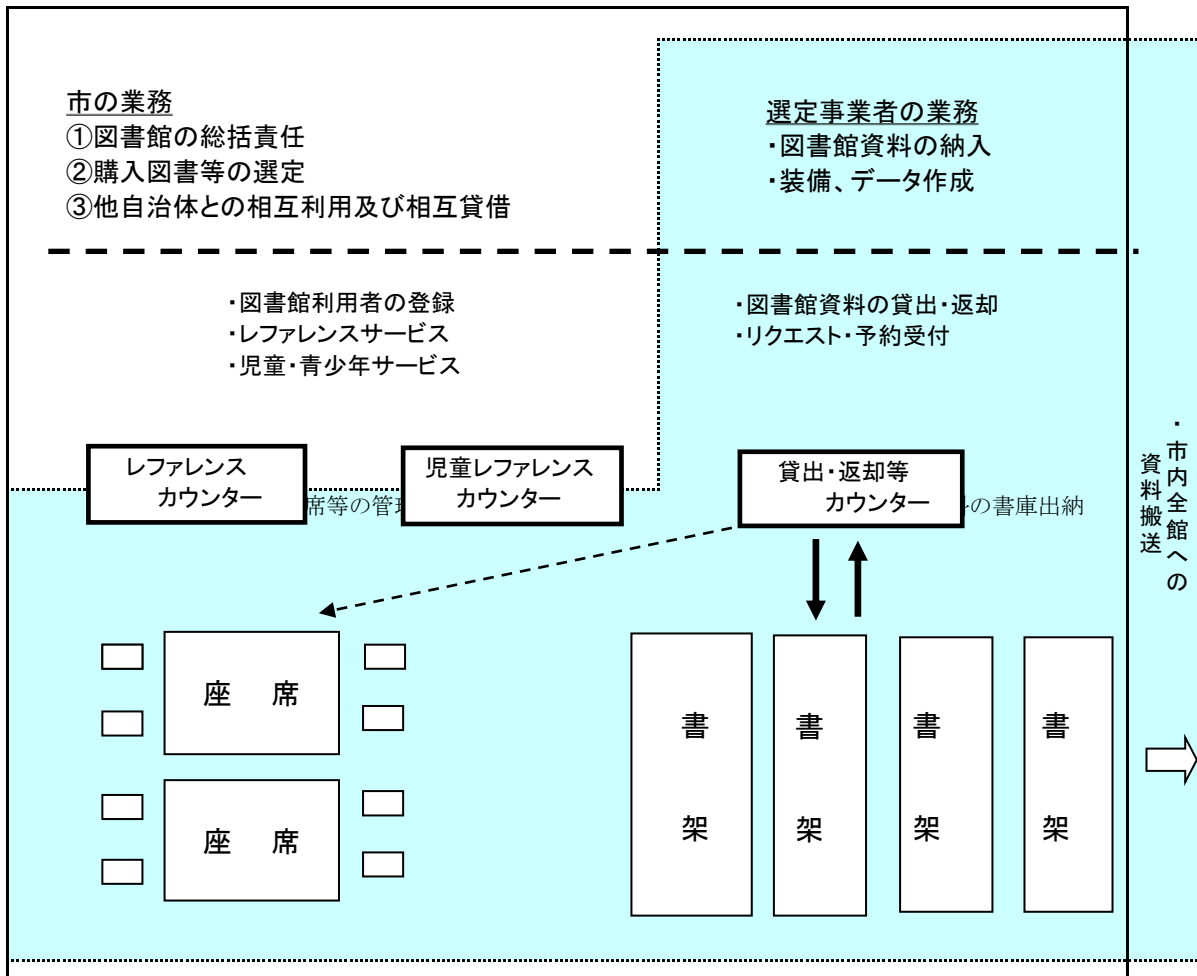 市の業務
①図書館の総括責任
②購入図書等の選定
③他自治体との相互利用及び相互貸借
選定事業者の業務
・図書館資料の納入
・装備、データ作成
・図書館利用者の登録
・レファレンスサービス
・児童・青少年サービス
・図書館資料の貸出・返却
・リクエスト・予約受付
レファレンス
カウンター
児童レファレンス
カウンター
貸出・返却等
カウンター
席等の管
の書庫出納
・市内全館への
資料搬送
座 席
座 席
書架
書架
書架
書架